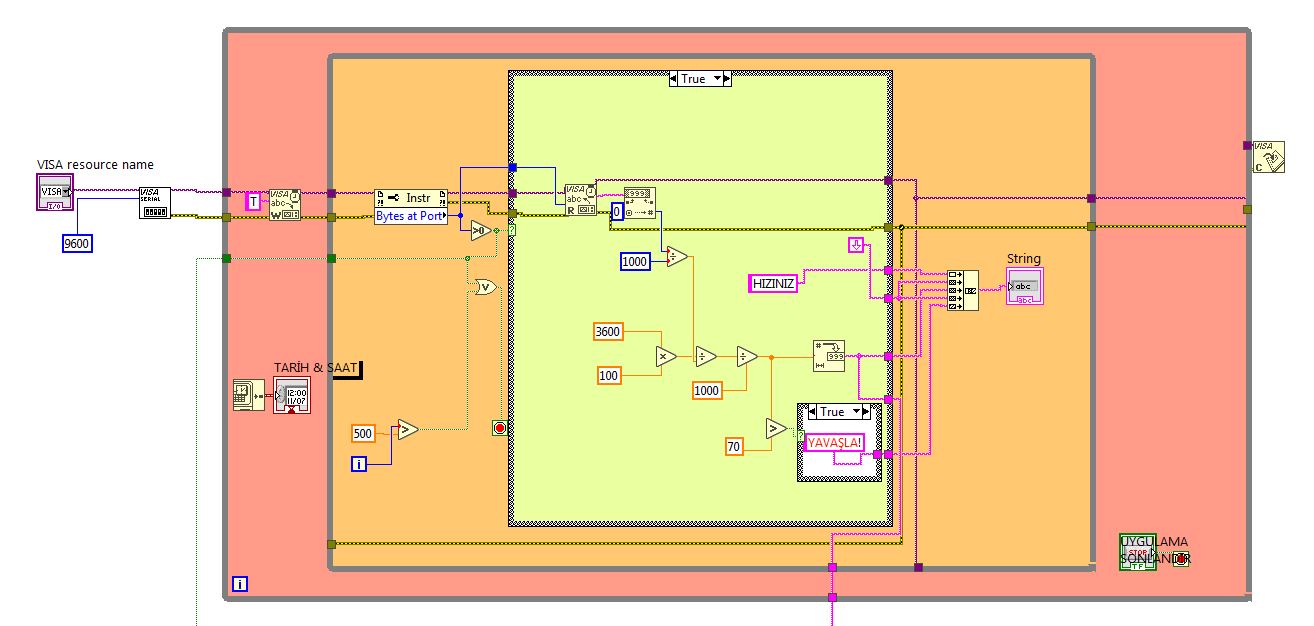 True
VISA resource name
VISA
I/O
VISA
SERIAL
9600
T
VISA
abc
W
Instr
Bytes at Port
>0
V
VISA
abc
R
999
0
#
1000
÷
HIZINIZ
String
abc
abc
VISA
C
3600
×
100
÷
÷
1000
#
999
TARİH & SAAT
12:00
11/07
500
>
i
70
>
True
YAVAŞLA!
UYGULAMA
STOP
SONLANDIR
TF
i